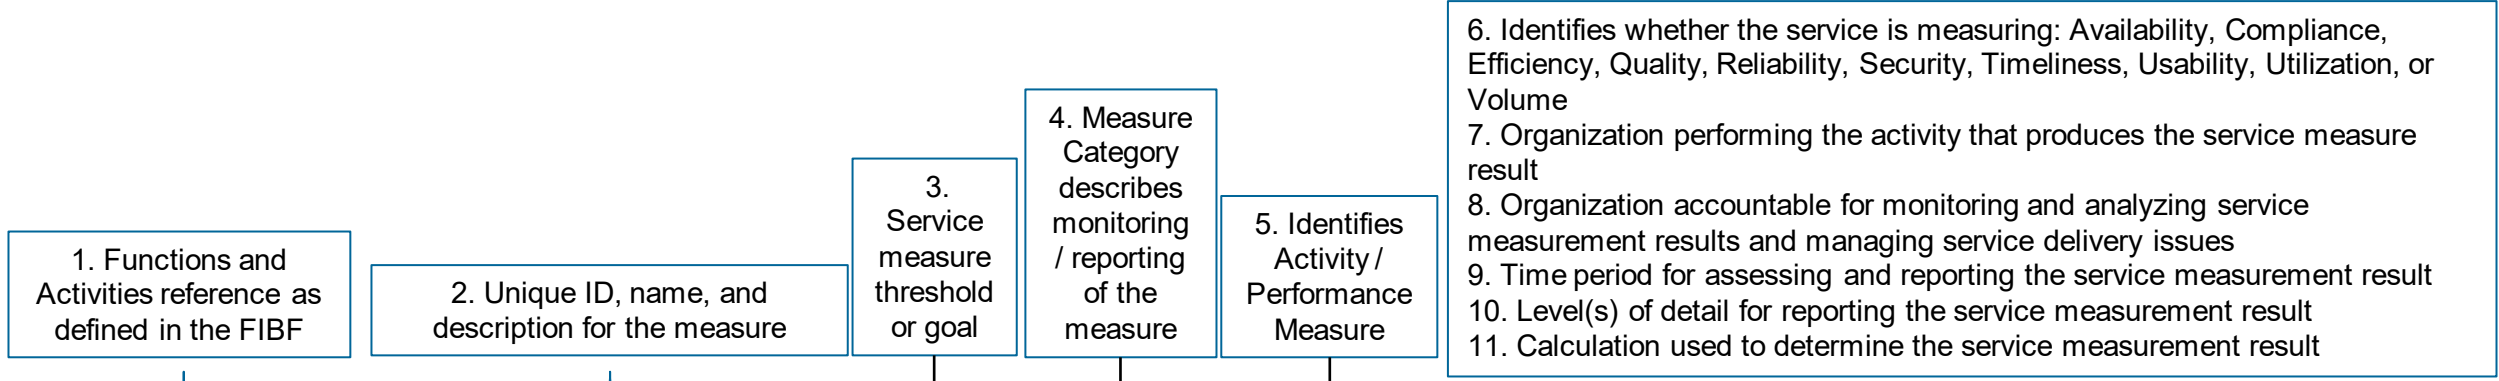 1. Functions and
Activities reference as
defined in the FIBF
2. Unique ID, name, and
description for the measure
3.
Service
measure
threshold
or goal
4. Measure
Category
describes
monitoring
/ reporting
of the
measure
5. Identifies
Activity /
Performance
Measure
6. Identifies whether the service is measuring: Availability, Compliance,
Efficiency, Quality, Reliability, Security, Timeliness, Usability, Utilization, or
Volume
7. Organization performing the activity that produces the service measure
result
8. Organization accountable for monitoring and analyzing service
measurement results and managing service delivery issues
9. Time period for assessing and reporting the service measurement result
10. Level(s) of detail for reporting the service measurement result
11. Calculation used to determine the service measurement result